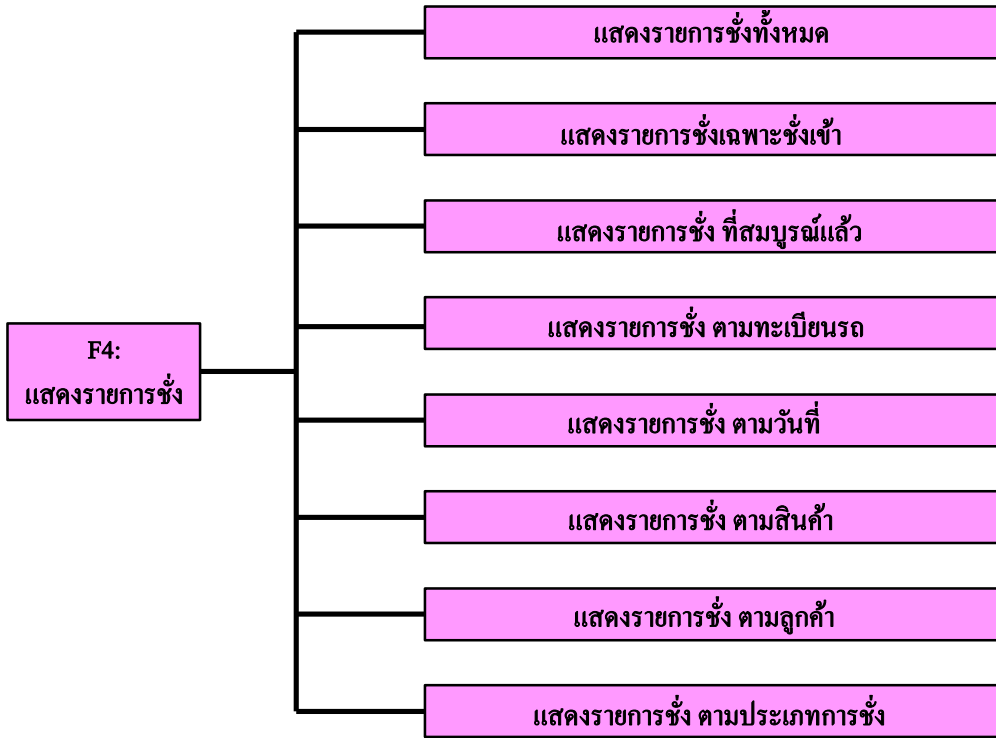 แสดงรายการชั่งทั้งหมด
แสดงรายการชั่งเฉพาะชั่งเข้า
แสดงรายการชั่ง ที่สมบูรณ์แล้ว
แสดงรายการชั่ง ตามทะเบียนรถ
F4:
แสดงรายการชั่ง
แสดงรายการชั่ง ตามวันที่
แสดงรายการชั่ง ตามสินค้า
แสดงรายการชั่ง ตามลูกค้า
แสดงรายการชั่ง ตามประเภทการชั่ง